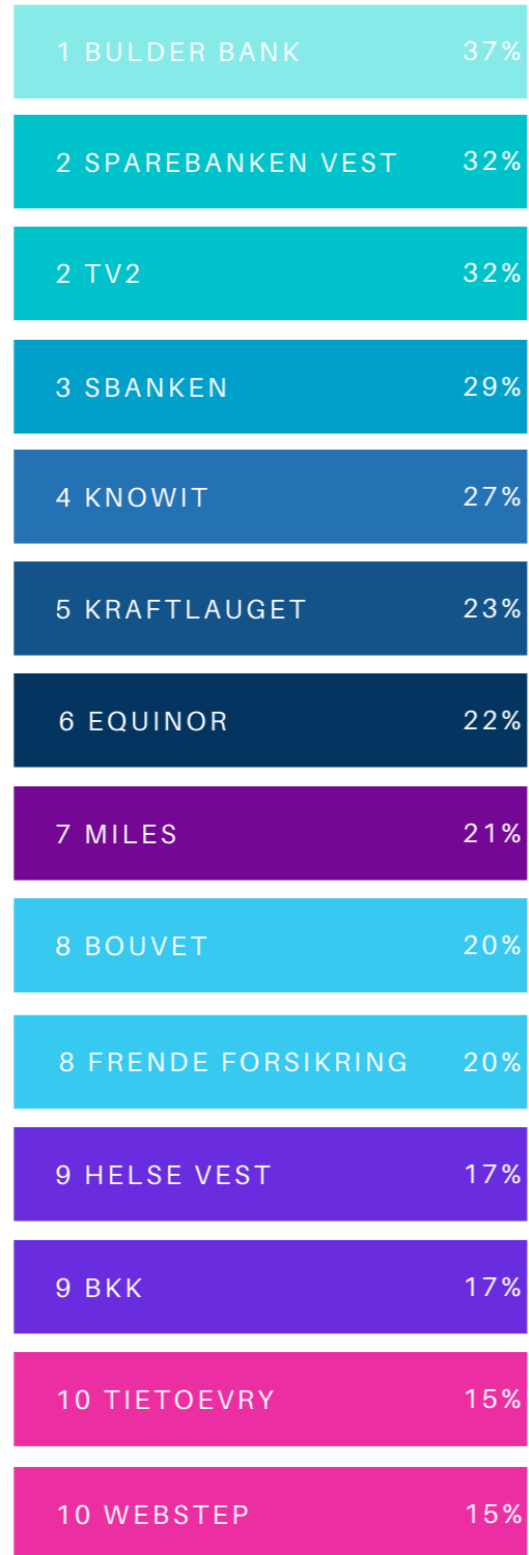 1 BULDER BANK 37%
2 SPAREBANKEN VEST 32%
2 TV2 32%
3 SBANKEN 29%
4 KNOWIT 27%
5 KRAFTLAUGET 23%
6 EQUINOR 22%
7 MILES 21%
8 BOUVET 20%
8 FRENDE FORSIKRING 20%
9 HELSE VEST 17%
9 BKK 17%
10 TIETOEVRY 15%
10 WEBSTEP 15%